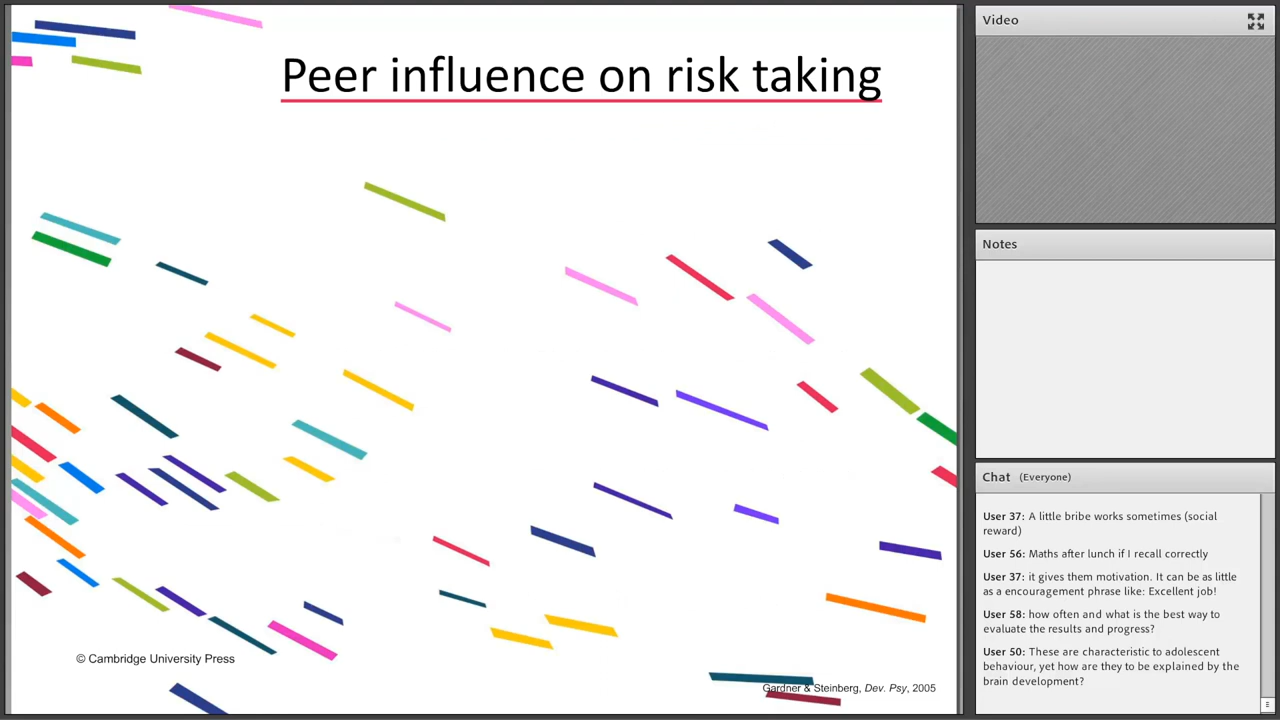 Peer influence on risk taking
© Cambridge University Press
Gardner & Steinberg, Dev. Psy, 2005
Video
Notes
Chat (Everyone)
User 37: A little bribe works sometimes (social
reward)
User 56: Maths after lunch if I recall correctly
User 37: it gives them motivation. It can be as little
as a encouragement phrase like: Excellent job!
User 58: how often and what is the best way to
evaluate the results and progress?
User 50: These are characteristic to adolescent
behaviour, yet how are they to be explained by the
brain development?